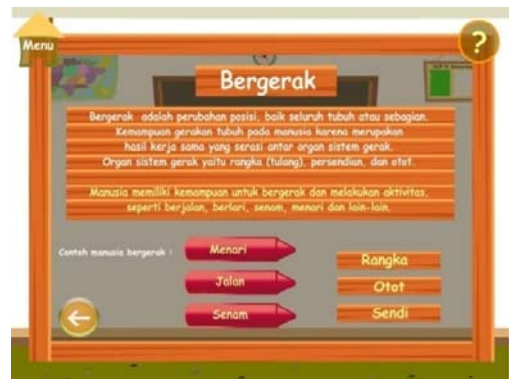 Menu
?
Bergerak
Bergerak adalah perubahan posisi, baik seluruh tubuh atau sebagian.
Kemampuan gerakan tubuh pada manusia karena merupakan
hasil kerja sama yang serasi antar organ sistem gerak.
Organ sistem gerak yaitu rangka (tulang), persendian, dan otot.
Manusia memiliki kemampuan untuk bergerak dan melakukan aktivitas,
seperti berjalan, berlari, senam, menari dan lain-lain.
Contoh manusia bergerak :
Menari
Jalan
Senam
Rangka
Otot
Sendi